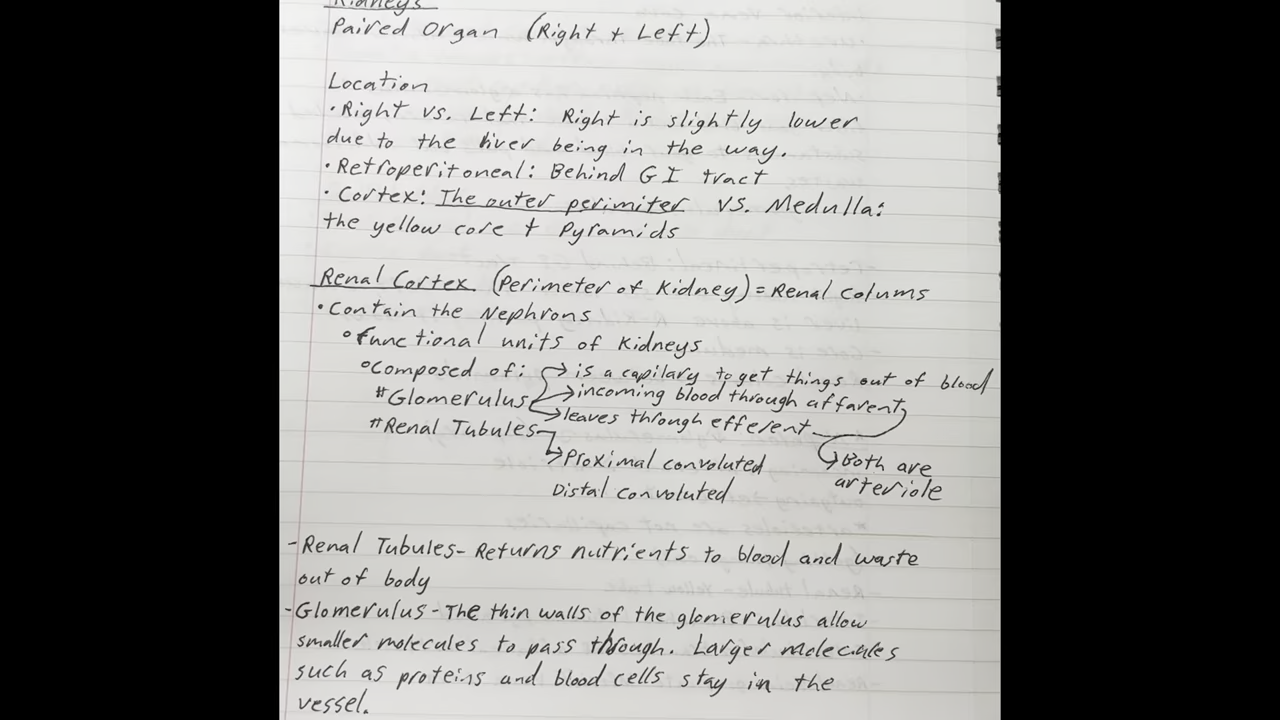 Kidneys
Paired Organ (Right + Left)
Location
• Right vs. Left: Right is slightly lower
due to the liver being in the way.
• Retroperitoneal: Behind GI tract
• Cortex: The outer perimiter vs. Medulla:
the yellow core + Pyramids
Renal Cortex (Perimeter of Kidney) = Renal colums
• Contain the Nephrons
° Functional units of Kidneys
° Composed of: → is a capilary to get things out of blood
# Glomerulus → incoming blood through affarent
→ leaves through efferent
# Renal Tubules
→ Proximal convoluted
Both are
arteriole
Distal convoluted
- Renal Tubules - Returns nutrients to blood and waste
out of body
- Glomerulus - The thin walls of the glomerulus allow
smaller molecules to pass through. Larger molecules
such as proteins and blood cells stay in the
vessel.